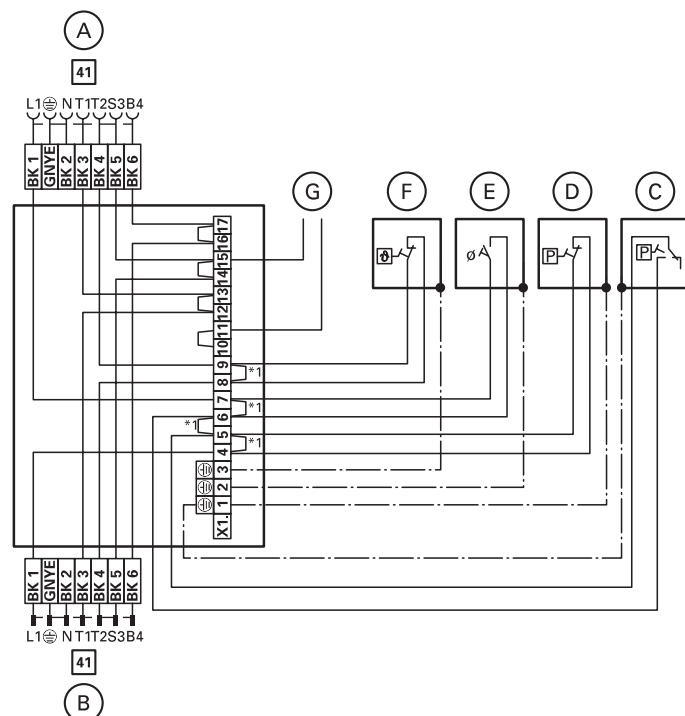 A
41
L1 N T1 T2 S3 B4
BK 1 GNYE BK 2 BK 3 BK 4 BK 5 BK 6
G F E D C
17
16
15
14
13
12
11
10
9
8
7
6
5
4
3
2
1
X1.
*1
*1
*1
*1
ϑ
ø
P
P
BK 1 GNYE BK 2 BK 3 BK 4 BK 5 BK 6
L1 N T1 T2 S3 B4
41
B